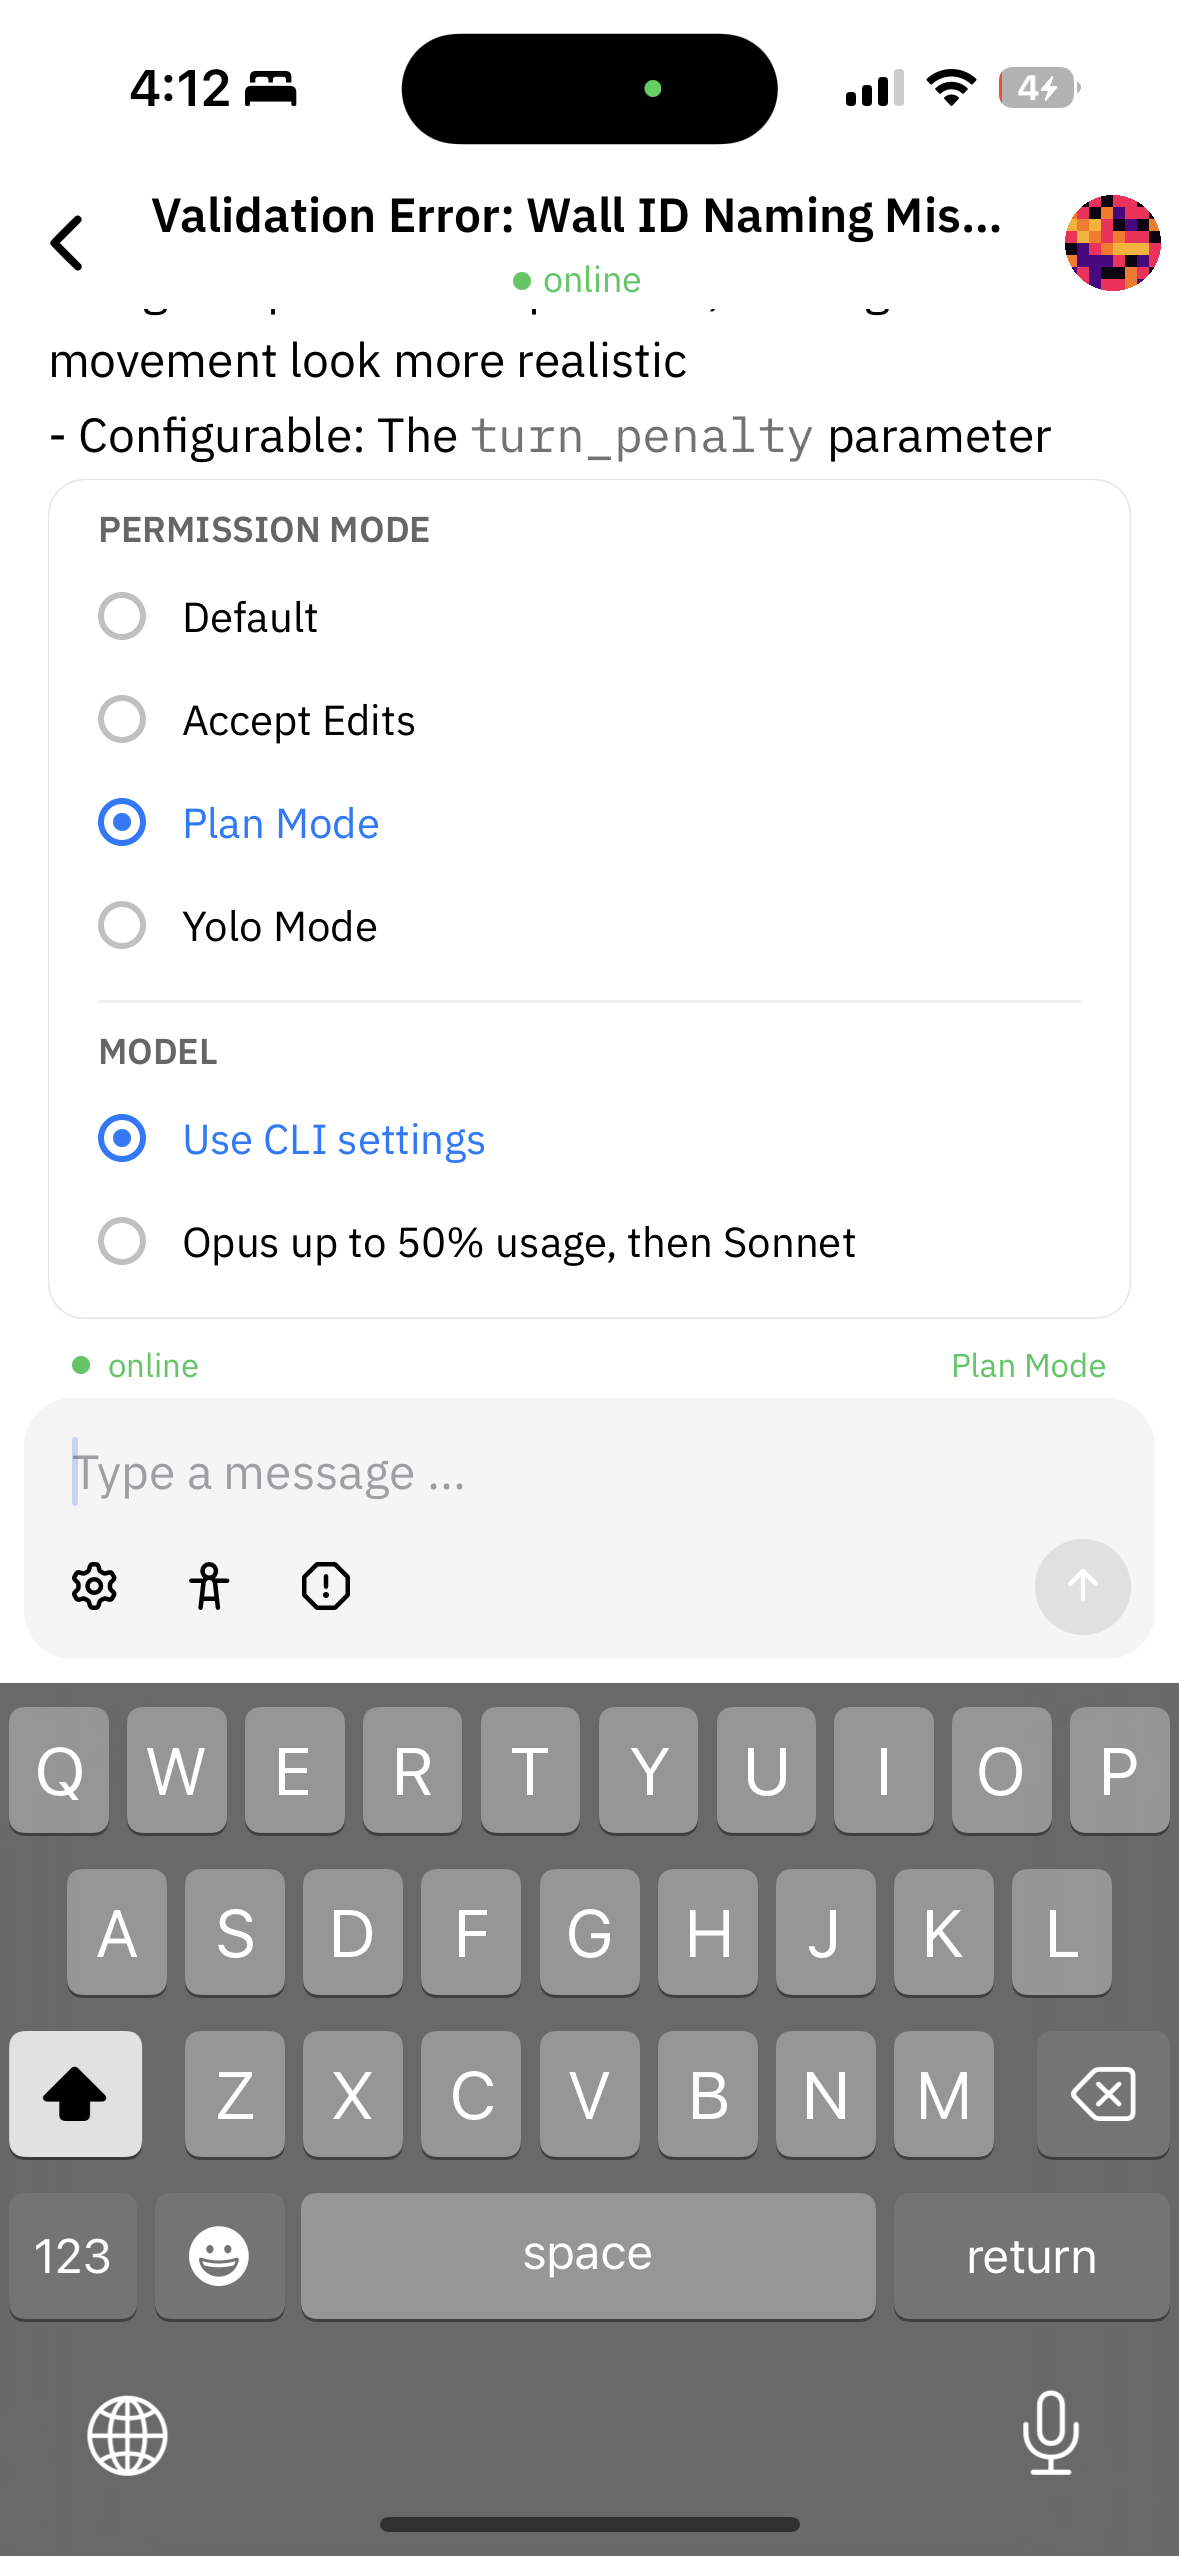 4:12
4
Validation Error: Wall ID Naming Mis...
online
movement look more realistic
- Configurable: The turn_penalty parameter
PERMISSION MODE
Default
Accept Edits
Plan Mode
Yolo Mode
MODEL
Use CLI settings
Opus up to 50% usage, then Sonnet
online Plan Mode
Type a message ...
Q W E R T Y U I O P
A S D F G H J K L
Z X C V B N M
123 space return